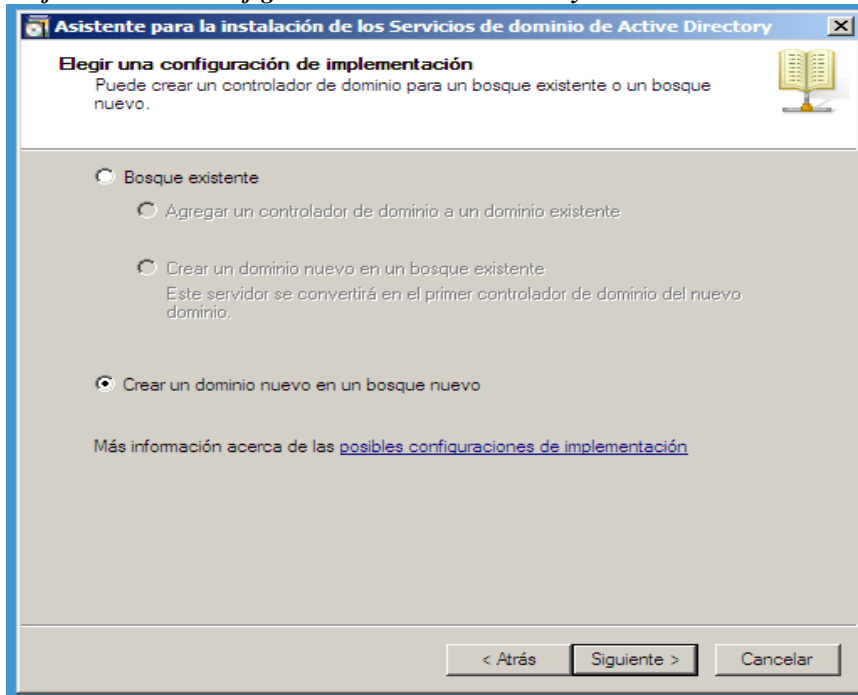 Asistente para la instalación de los Servicios de dominio de Active Directory
Elegir una configuración de implementación
Puede crear un controlador de dominio para un bosque existente o un bosque
nuevo.
Bosque existente
Agregar un controlador de dominio a un dominio existente
Crear un dominio nuevo en un bosque existente
Este servidor se convertirá en el primer controlador de dominio del nuevo
dominio.
Crear un dominio nuevo en un bosque nuevo
Más información acerca de las posibles configuraciones de implementación
< Atrás
Siguiente >
Cancelar